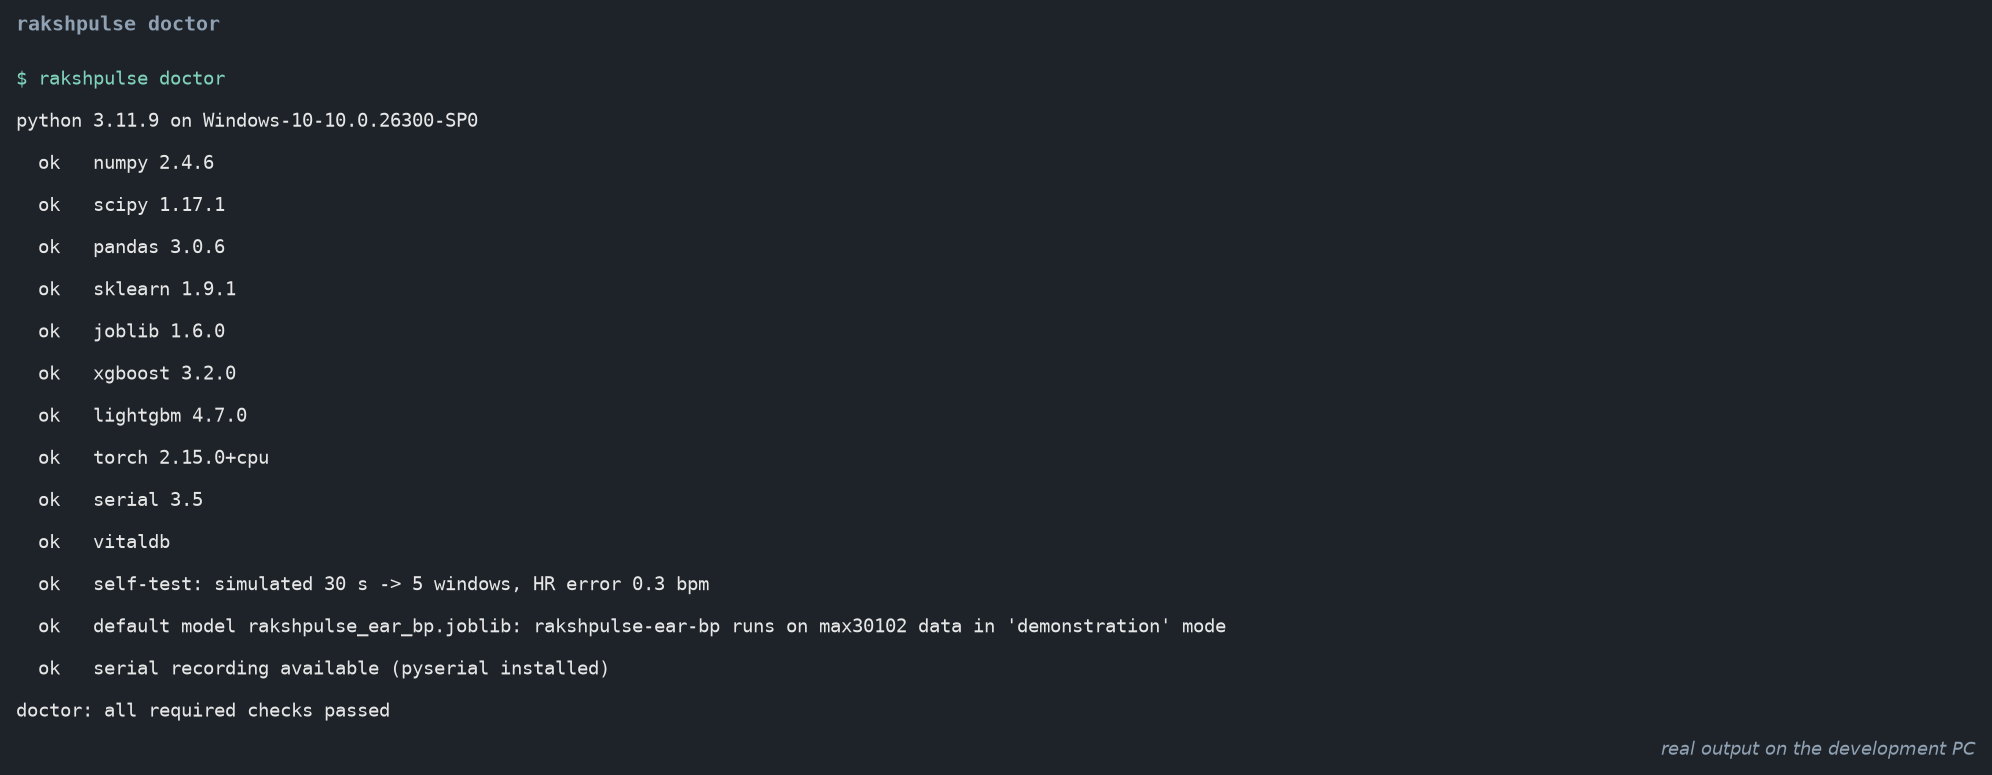 rakshpulse doctor
$ rakshpulse doctor
python 3.11.9 on Windows-10-10.0.26300-SP0
ok numpy 2.4.6
ok scipy 1.17.1
ok pandas 3.0.6
ok sklearn 1.9.1
ok joblib 1.6.0
ok xgboost 3.2.0
ok lightgbm 4.7.0
ok torch 2.15.0+cpu
ok serial 3.5
ok vitaldb
ok self-test: simulated 30 s -> 5 windows, HR error 0.3 bpm
ok default model rakshpulse_ear_bp.joblib: rakshpulse-ear-bp runs on max30102 data in 'demonstration' mode
ok serial recording available (pyserial installed)
doctor: all required checks passed
real output on the development PC